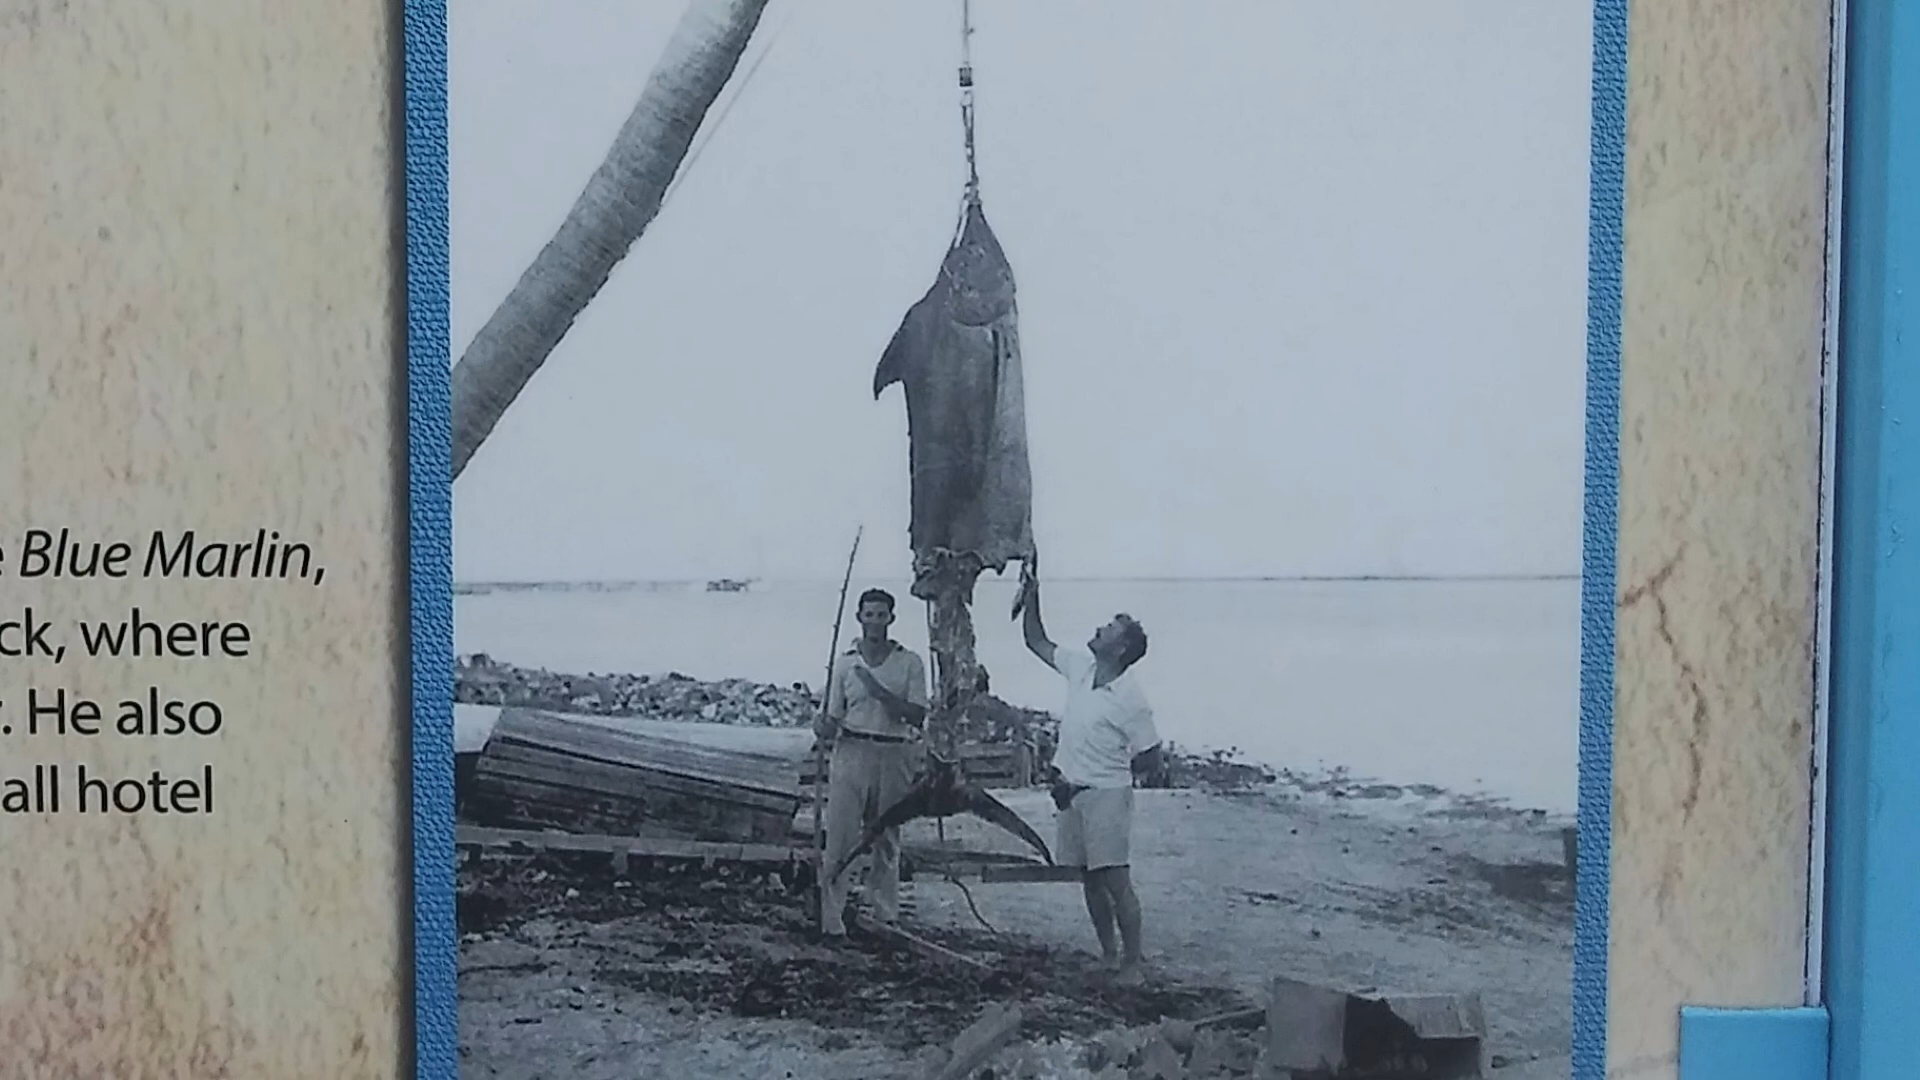 Blue Marlin,
ck, where
. He also
all hotel